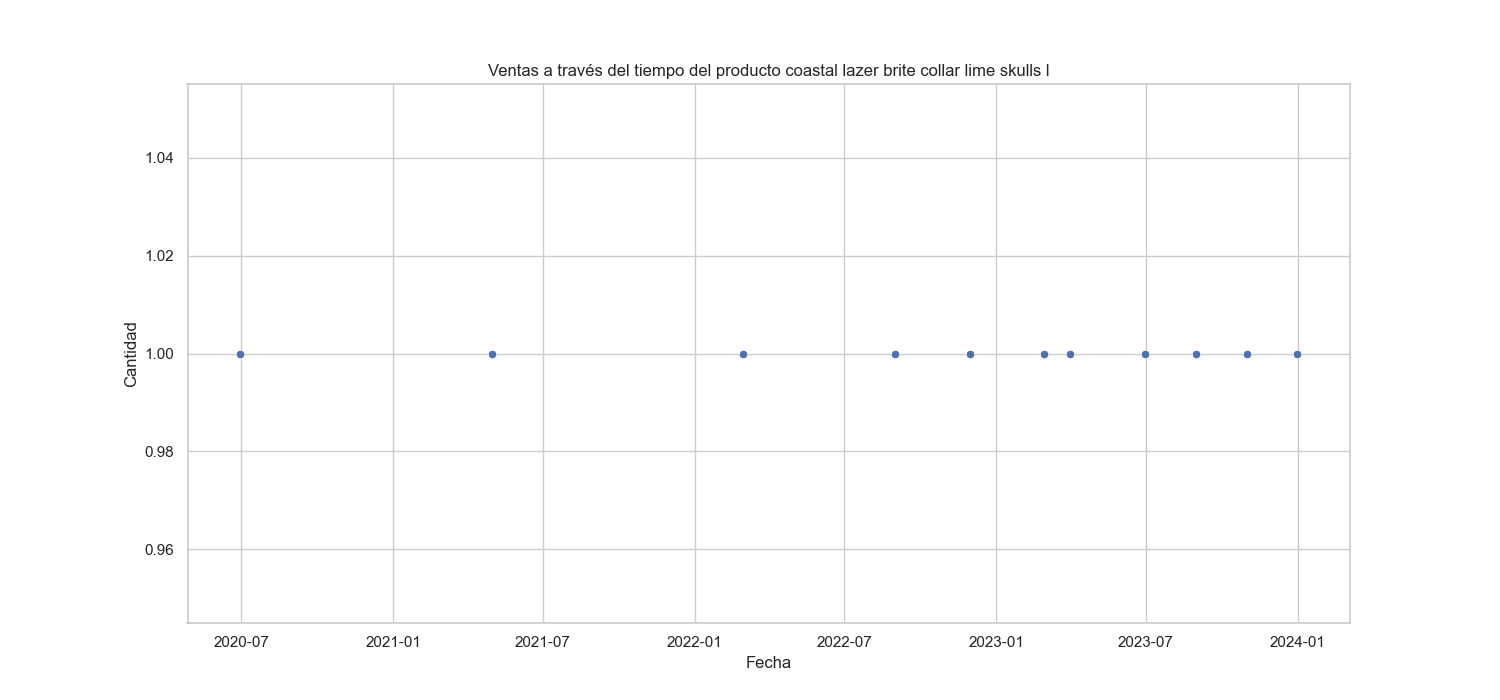 Ventas a través del tiempo del producto coastal lazer brite collar lime skulls l
1.04
1.02
1.00
0.98
0.96
Cantidad
2020-07 2021-01 2021-07 2022-01 2022-07 2023-01 2023-07 2024-01
Fecha